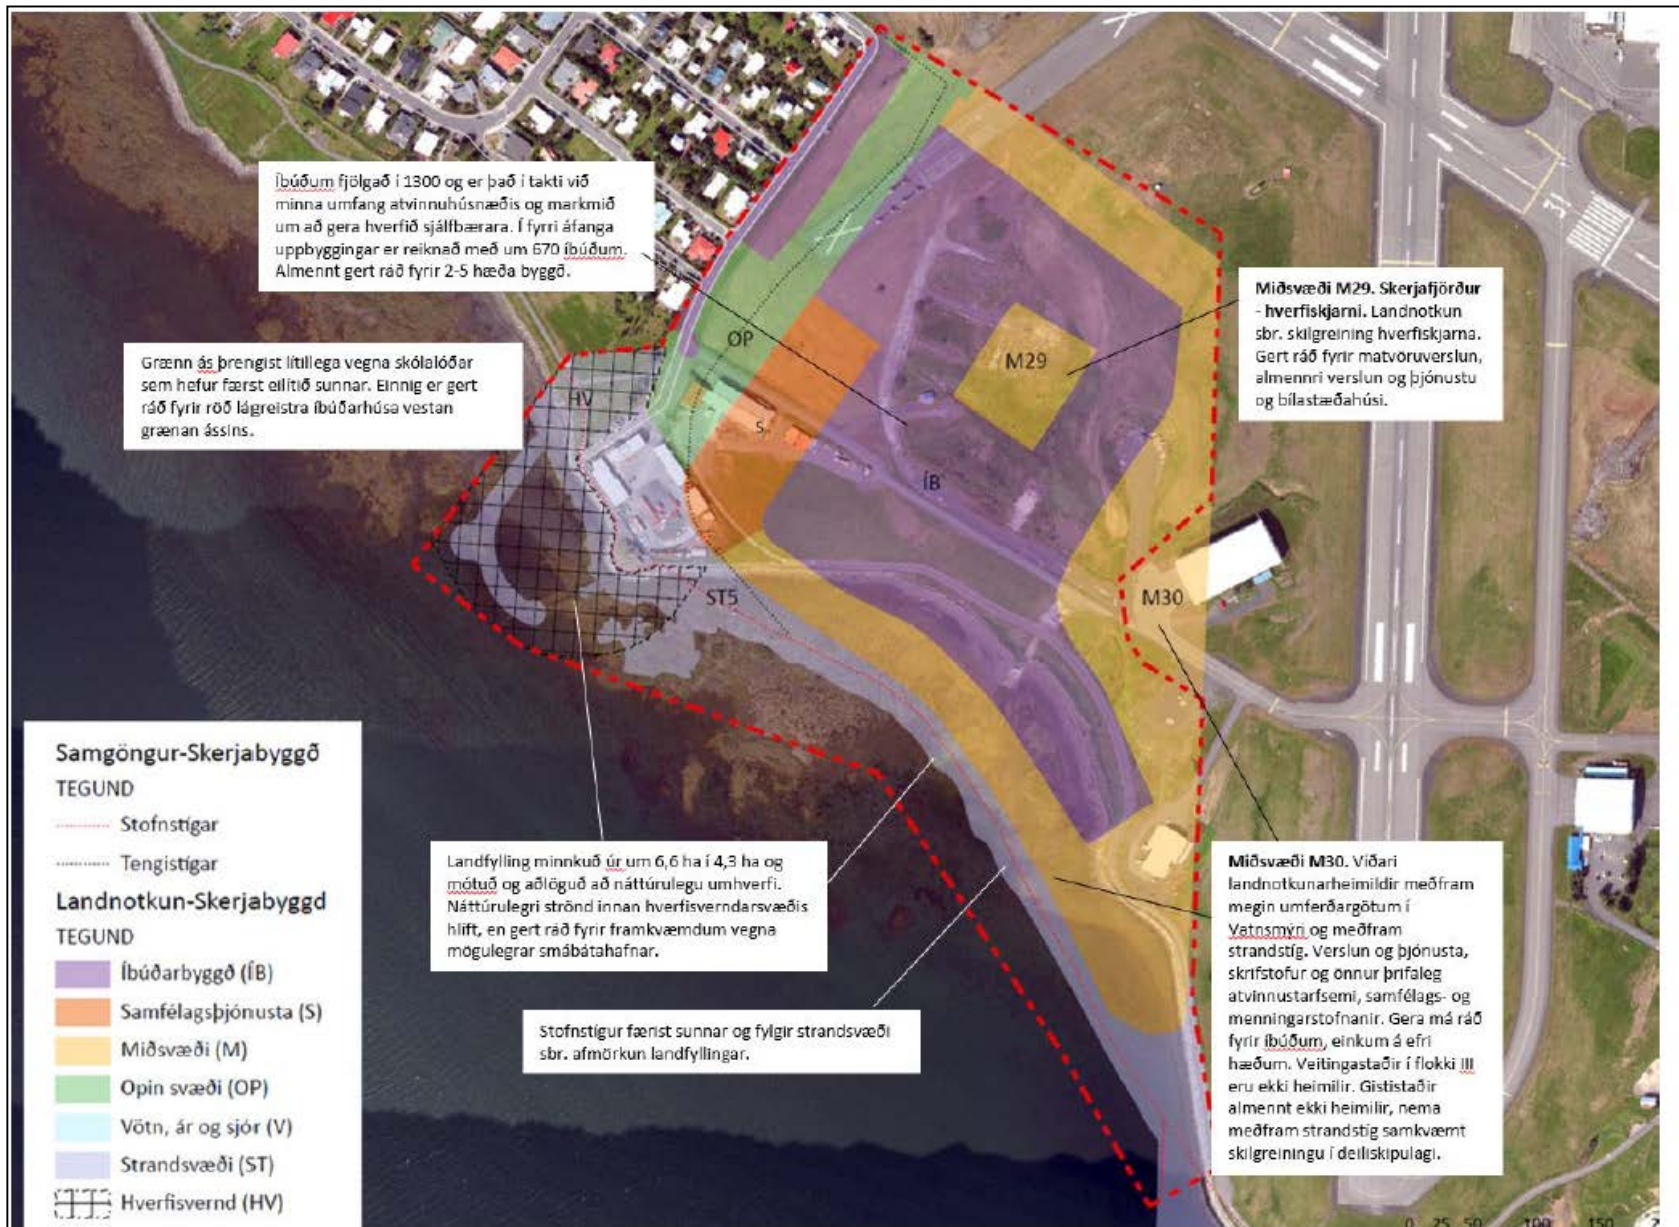 Íbúðum fjölgað í 1300 og er það í takti við
minna umfang atvinnuhúsnæðis og markmið
um að gera hverfið sjálfbærara. Í fyrri áfanga
uppbyggingar er reiknað með um 670 íbúðum.
Almennt gert ráð fyrir 2-5 hæða byggð.
Grænn ás þrengist lítillega vegna skólalóðar
sem hefur færst eilítið sunnar. Einnig er gert
ráð fyrir röð lágreistra íbúðarhúsa vestan
grænan ássins.
Miðsvæði M29. Skerjafjörður
- hverfiskjarni. Landnotkun
sbr. skilgreining hverfiskjarna.
Gert ráð fyrir matvöruverslun,
almennri verslun og þjónustu
og bílastæðahúsi.
OP
M29
HV
S
ÍB
ST5
M30
31
Samgöngur-Skerjabyggð
TEGUND
Stofnstígar
Tengistígar
Landnotkun-Skerjabyggd
TEGUND
Íbúðarbyggð (ÍB)
Samfélagsþjónusta (S)
Miðsvæði (M)
Opin svæði (OP)
Vötn, ár og sjór (V)
Strandsvæði (ST)
Hverfisvernd (HV)
Landfylling minnkuð úr um 6,6 ha í 4,3 ha og
mótuð og aðlöguð að náttúrulegu umhverfi.
Náttúrulegri strönd innan hverfisverndarsvæðis
hlíft, en gert ráð fyrir framkvæmdum vegna
mögulegrar smábátahafnar.
Stofnstígur færist sunnar og fylgir strandsvæði
sbr. afmörkun landfyllingar.
Miðsvæði M30. Víðari
landnotkunarheimildir meðfram
megin umferðargötum í
Vatnsmýri og meðfram
strandstíg. Verslun og þjónusta,
skrifstofur og önnur þrifaleg
atvinnustarfsemi, samfélags- og
menningarstofnanir. Gera má ráð
fyrir íbúðum, einkum á efri
hæðum. Veitingastaðir í flokki III
eru ekki heimilir. Gististaðir
almennt ekki heimilir, nema
meðfram strandstíg samkvæmt
skilgreiningu í deiliskipulagi.
0 25 50 100 150